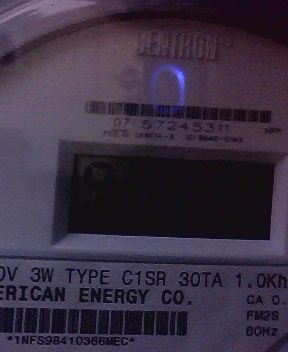 CENTRON
07 57245311
0V 3W TYPE C1SR 30TA 1.0Kh
ERICAN ENERGY CO.
CA 0.
FM2S
60Hz
*1NFS98410366MEC*